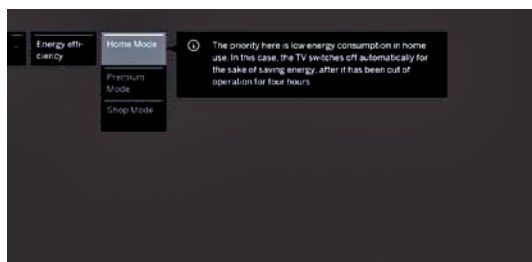 Energy effi-
ciency
Home Mode
Premium
Mode
Shop Mode
The priority here is low energy consumption in home
use. In this case, the TV switches off automatically for
the sake of saving energy, after it has been out of
operation for four hours